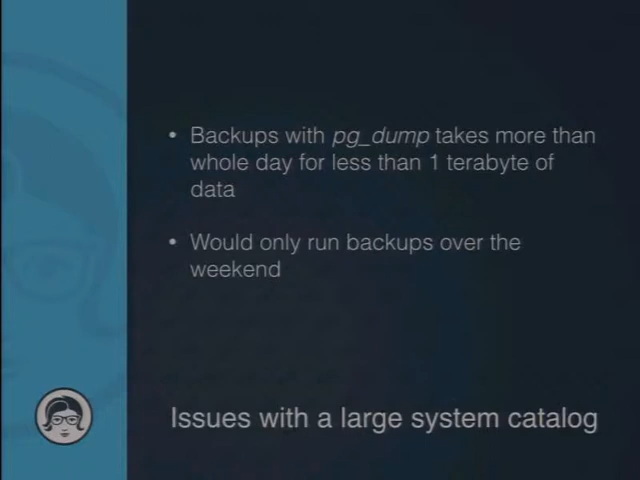 • Backups with pg_dump takes more than
whole day for less than 1 terabyte of
data
• Would only run backups over the
weekend
Issues with a large system catalog